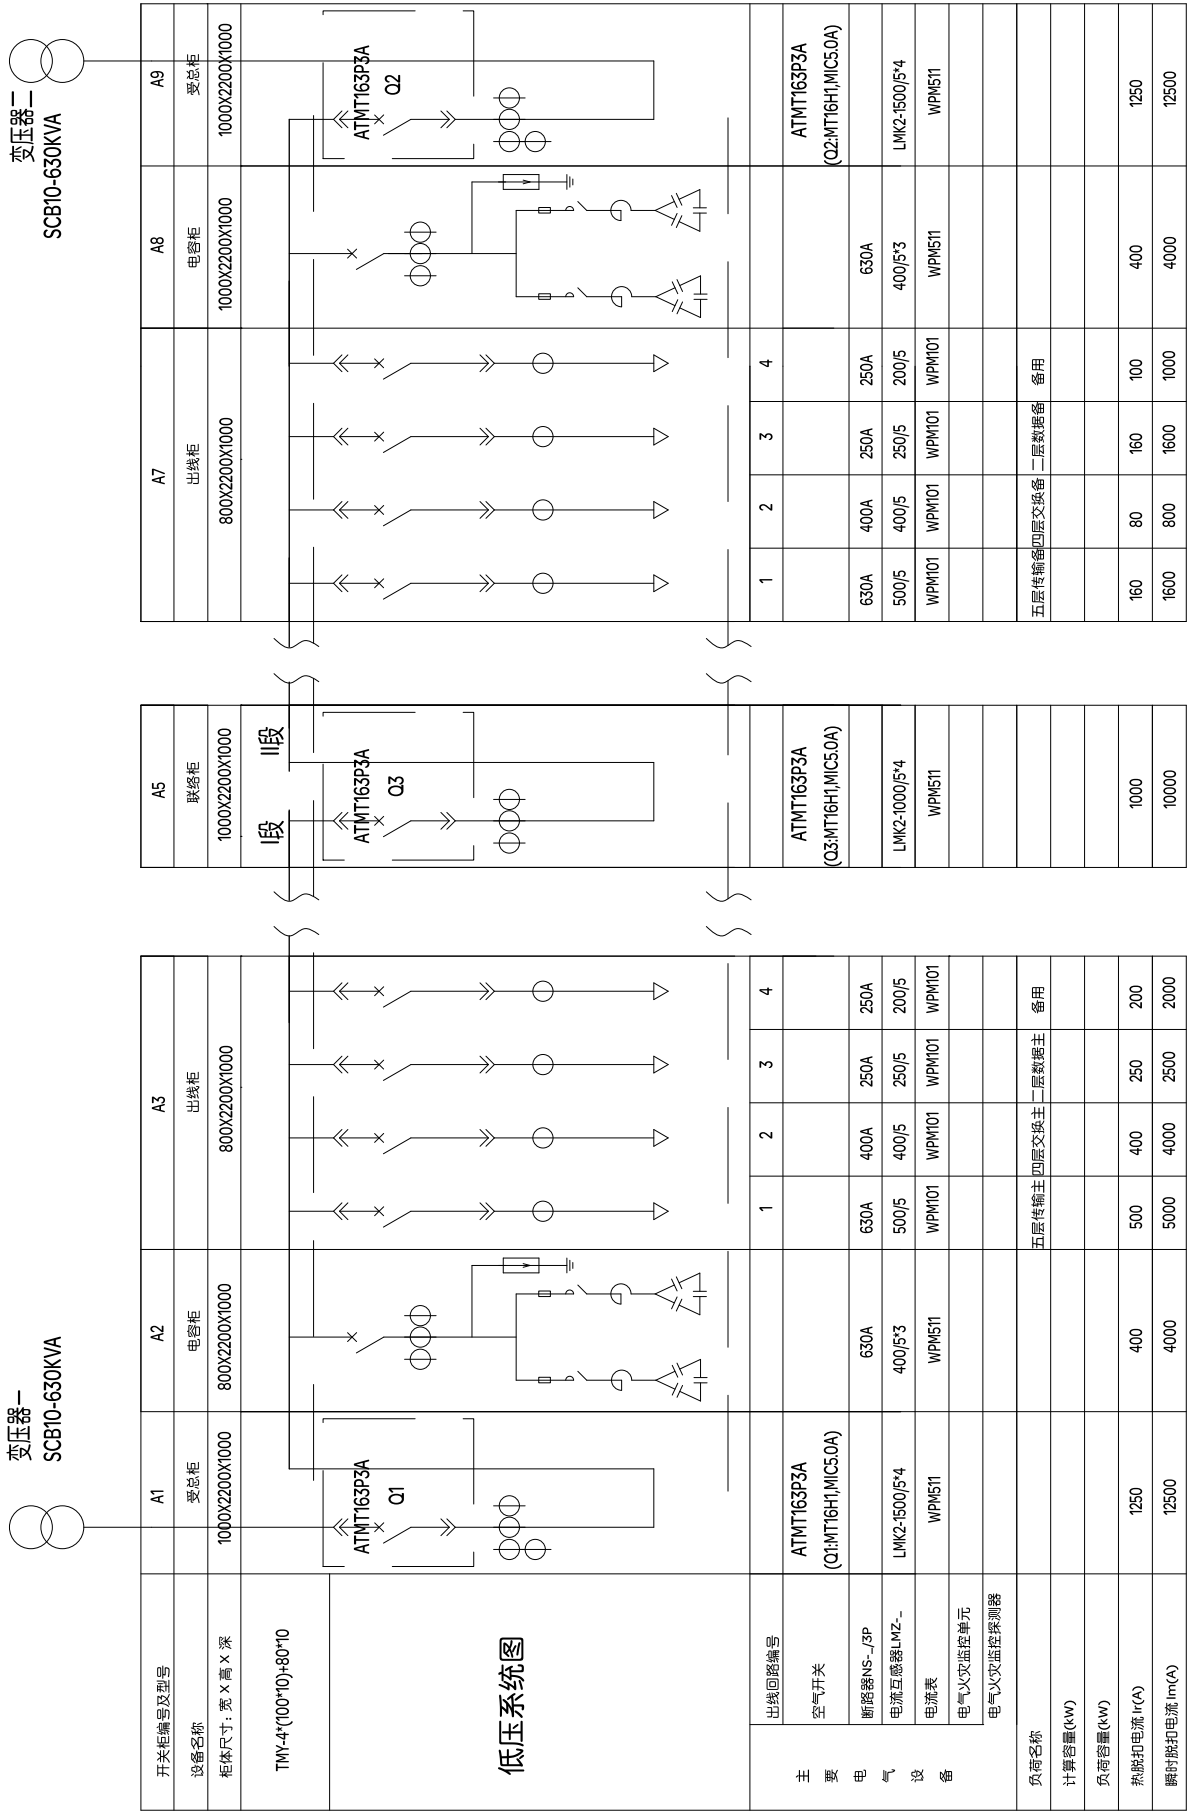 变压器一
SCB10-630KVA
变压器二
SCB10-630KVA
开关柜编号及型号 A1 A2 A3 A5 A7 A8 A9
设备名称 受总柜 电容柜 出线柜 联络柜 出线柜 电容柜 受总柜
柜体尺寸：宽 X 高 X 深 1000X2200X1000 800X2200X1000 800X2200X1000 1000X2200X1000 800X2200X1000 1000X2200X1000 1000X2200X1000
TMY-4*(100*10)+80*10 I段 II段
低压系统图
ATMT163P3A
Q1
ATMT163P3A
Q3
ATMT163P3A
Q2
主要电气设备
出线回路编号 1 2 3 4 1 2 3 4
空气开关 ATMT163P3A ATMT163P3A ATMT163P3A
(Q1:MT16H1,MIC5.0A) (Q3:MT16H1,MIC5.0A) (Q2:MT16H1,MIC5.0A)
断路器NS-_/3P 630A 630A 400A 250A 250A 630A 400A 250A 250A 630A
电流互感器LMZ-_ LMK2-1500/5*4 400/5*3 500/5 400/5 250/5 200/5 LMK2-1000/5*4 500/5 400/5 250/5 200/5 400/5*3 LMK2-1500/5*4
电流表 WPM511 WPM511 WPM101 WPM101 WPM101 WPM101 WPM511 WPM101 WPM101 WPM101 WPM101 WPM511 WPM511
电气火灾监控单元
电气火灾监控探测器
负荷名称 五层传输主 四层交换主 二层数据主 备用 五层传输备 四层交换备 二层数据备 备用
计算容量(kW)
负荷容量(kW)
热脱扣电流 Ir(A) 1250 400 500 400 250 200 1000 160 80 160 100 400 1250
瞬时脱扣电流 Im(A) 12500 4000 5000 4000 2500 2000 10000 1600 800 1600 1000 4000 12500